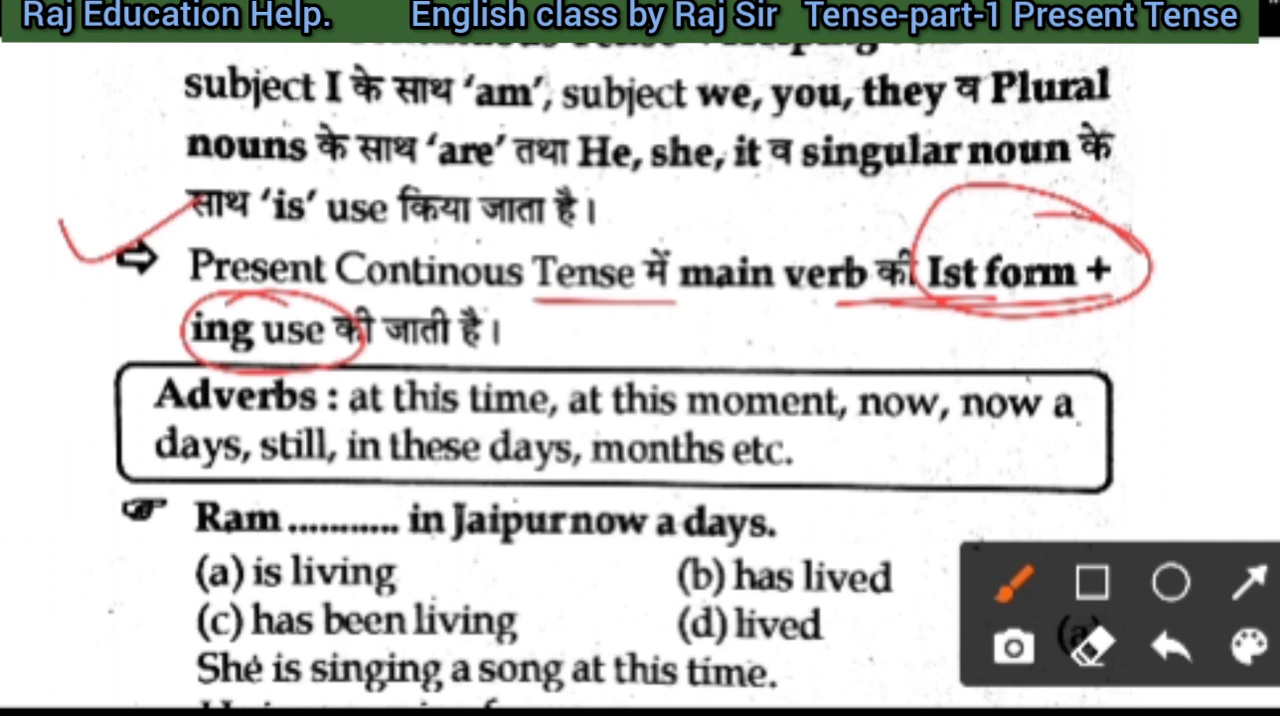 Raj Education Help. English class by Raj Sir Tense-part-1 Present Tense
subject I के साथ ‘am’, subject we, you, they व Plural
nouns के साथ ‘are’ तथा He, she, it व singular noun के
साथ ‘is’ use किया जाता है।
⇨ Present Continous Tense में main verb की Ist form +
ing use की जाती है।
Adverbs : at this time, at this moment, now, now a
days, still, in these days, months etc.
Ram ........... in Jaipur now a days.
(a) is living (b) has lived
(c) has been living (d) lived
(a)
She is singing a song at this time.